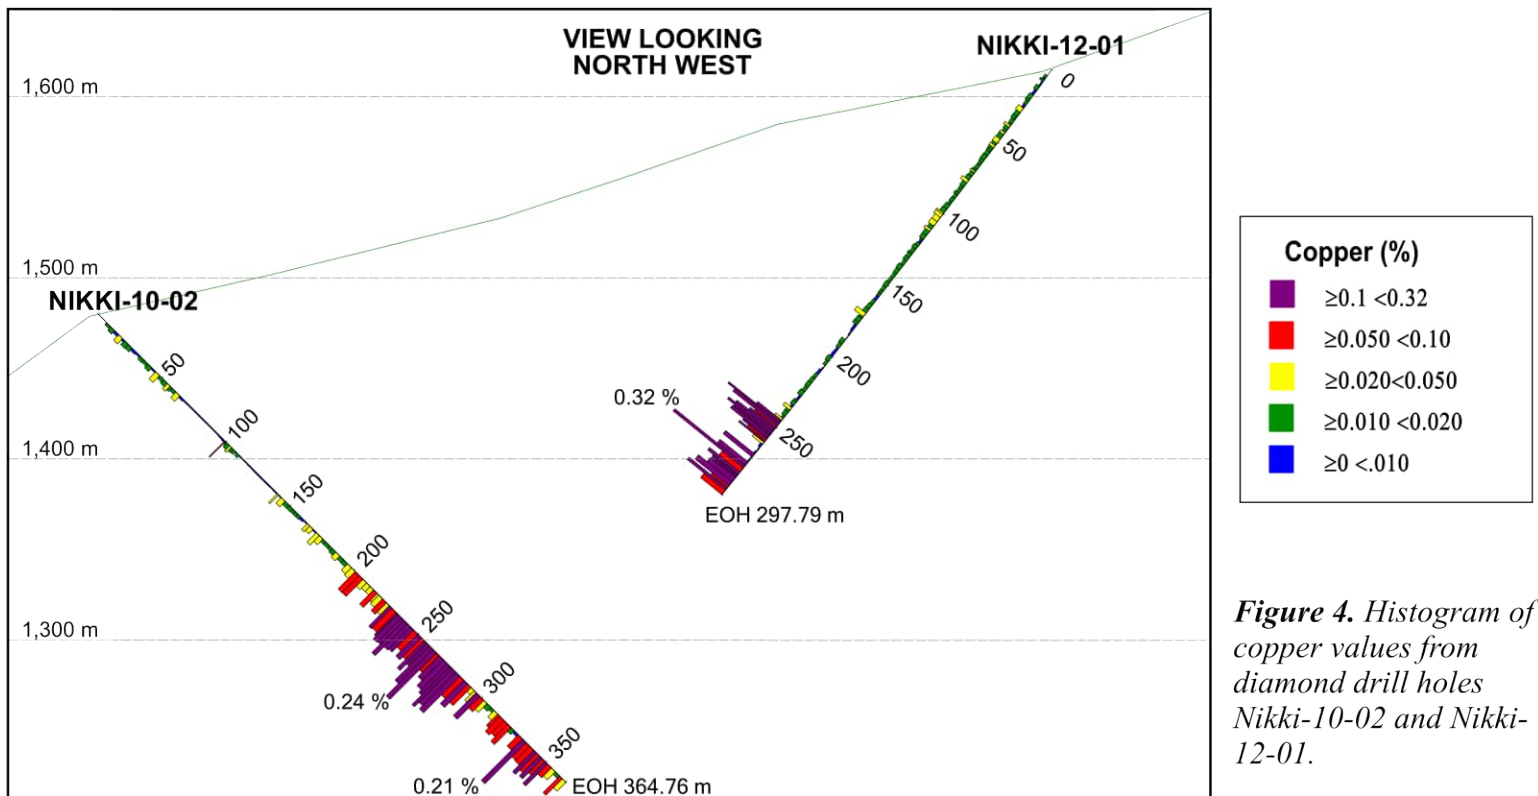 VIEW LOOKING
NORTH WEST
NIKKI-12-01
1,600 m
0
50
100
1,500 m
150
NIKKI-10-02
50
200
0.32 %
100
250
1,400 m
150
EOH 297.79 m
200
1,300 m
250
300
0.24 %
350
0.21 %
EOH 364.76 m
Copper (%)
≥0.1 <0.32
≥0.050 <0.10
≥0.020<0.050
≥0.010 <0.020
≥0 <.010
Figure 4. Histogram of
copper values from
diamond drill holes
Nikki-10-02 and Nikki-
12-01.